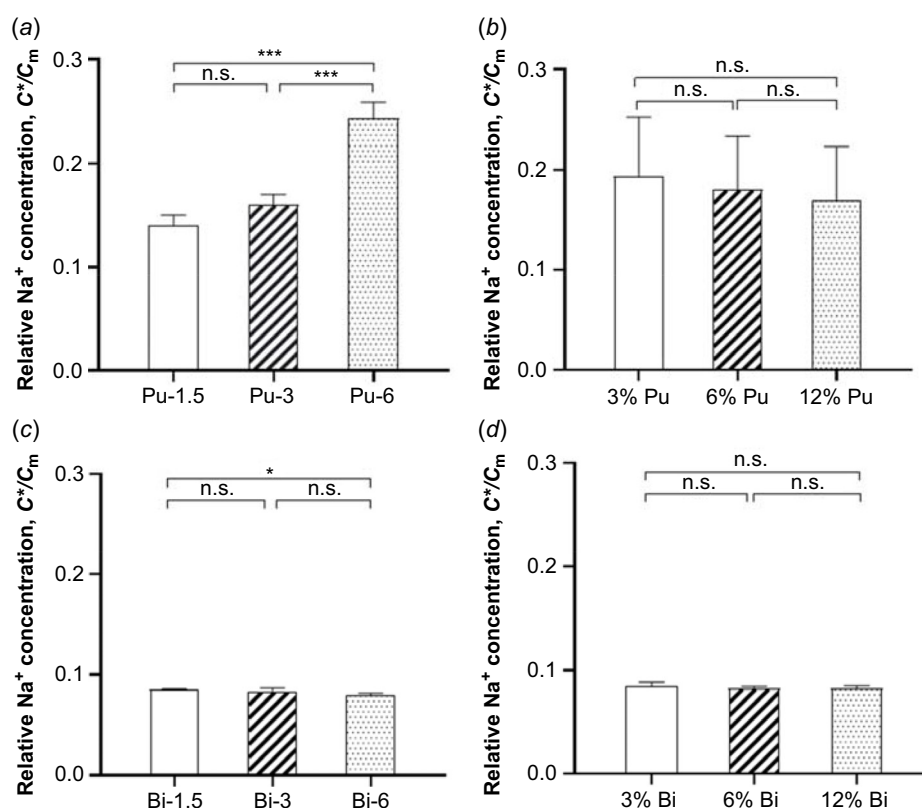 (a)
Relative Na+ concentration, C*/Cm
0.3
0.2
0.1
0.0
***
n.s.
***
Pu-1.5
Pu-3
Pu-6
(b)
Relative Na+ concentration, C*/Cm
0.3
0.2
0.1
0.0
n.s.
n.s.
n.s.
3% Pu
6% Pu
12% Pu
(c)
Relative Na+ concentration, C*/Cm
0.3
0.2
0.1
0.0
*
n.s.
n.s.
Bi-1.5
Bi-3
Bi-6
(d)
Relative Na+ concentration, C*/Cm
0.3
0.2
0.1
0.0
n.s.
n.s.
n.s.
3% Bi
6% Bi
12% Bi